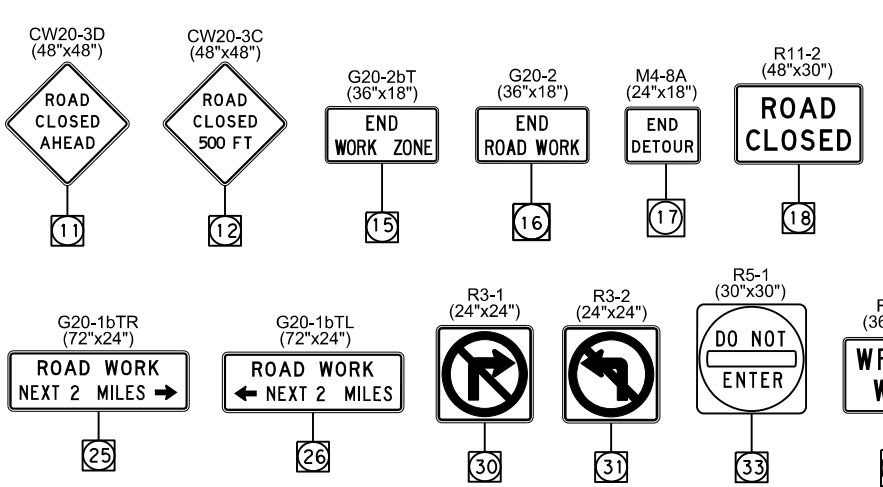 CW20-3D
(48"x48")
ROAD
CLOSED
AHEAD
11
CW20-3C
(48"x48")
ROAD
CLOSED
500 FT
12
G20-2bT
(36"x18")
END
WORK ZONE
15
G20-2
(36"x18")
END
ROAD WORK
16
M4-8A
(24"x18")
END
DETOUR
17
R11-2
(48"x30")
ROAD
CLOSED
18
G20-1bTR
(72"x24")
ROAD WORK
NEXT 2 MILES →
25
G20-1bTL
(72"x24")
ROAD WORK
← NEXT 2 MILES
26
R3-1
(24"x24")
30
R3-2
(24"x24")
31
R5-1
(30"x30")
DO NOT
ENTER
33